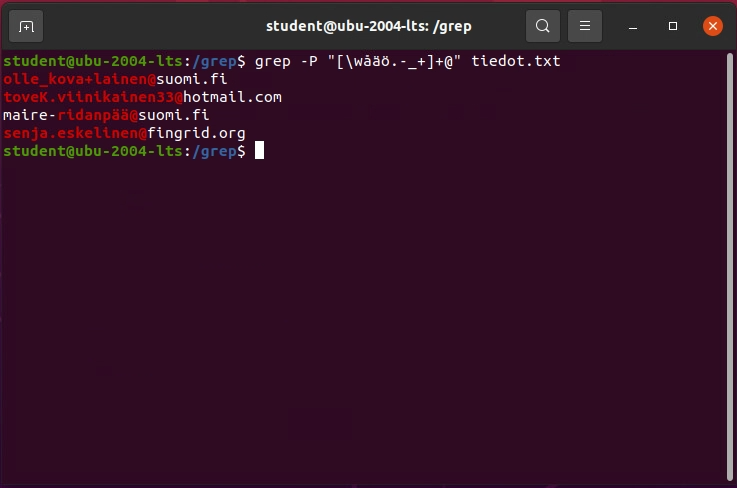 student@ubu-2004-lts: /grep
student@ubu-2004-lts:/grep$ grep -P "[\wåäö.-_+]+@" tiedot.txt
olle_kova+lainen@suomi.fi
toveK.viinikainen33@hotmail.com
maire-ridanpää@suomi.fi
senja.eskelinen@fingrid.org
student@ubu-2004-lts:/grep$